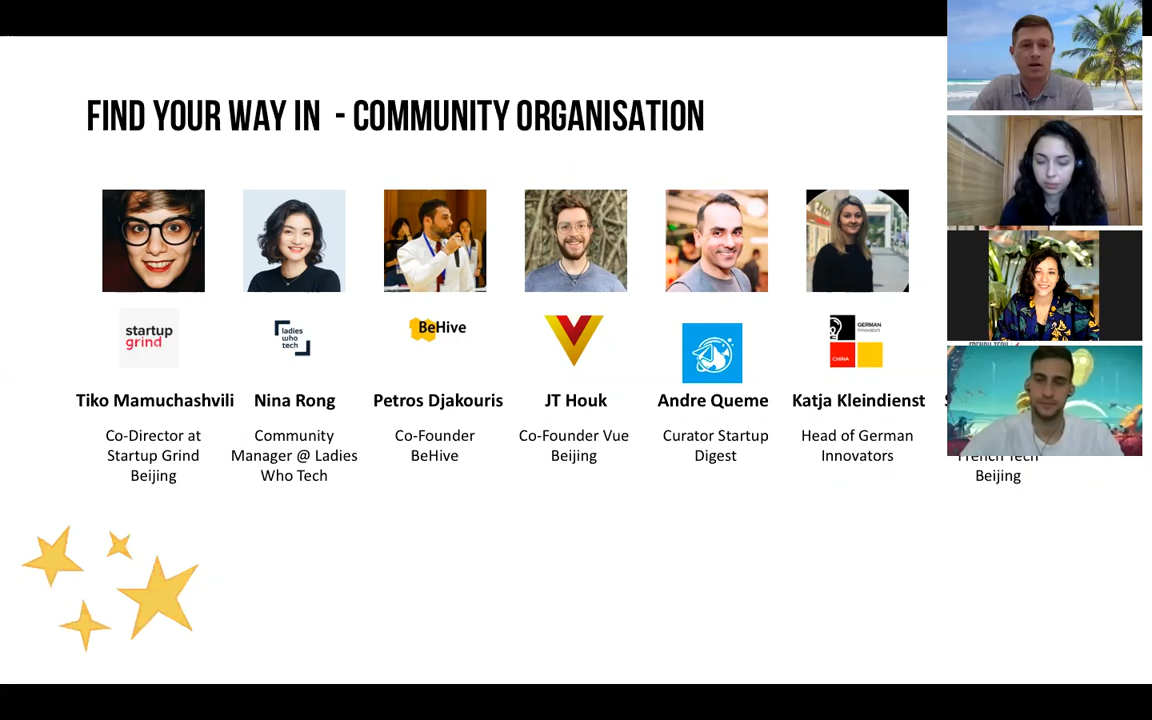 FIND YOUR WAY IN - COMMUNITY ORGANISATION
startup
grind
ladies
who
tech
BeHive
GERMAN
Innovators
CHINA
Tiko Mamuchashvili
Nina Rong
Petros Djakouris
JT Houk
Andre Queme
Katja Kleindienst
Co-Director at
Startup Grind
Beijing
Community
Manager @ Ladies
Who Tech
Co-Founder
BeHive
Co-Founder Vue
Beijing
Curator Startup
Digest
Head of German
Innovators
French Tech
Beijing